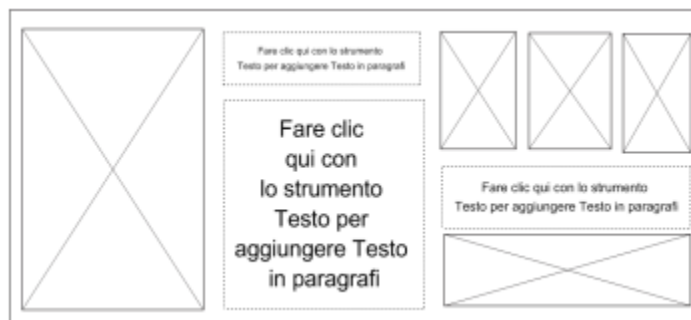 Fare clic qui con lo strumento
Testo per aggiungere Testo in paragrafi
Fare clic
qui con
lo strumento
Testo per
aggiungere Testo
in paragrafi
Fare clic qui con lo strumento
Testo per aggiungere Testo in paragrafi